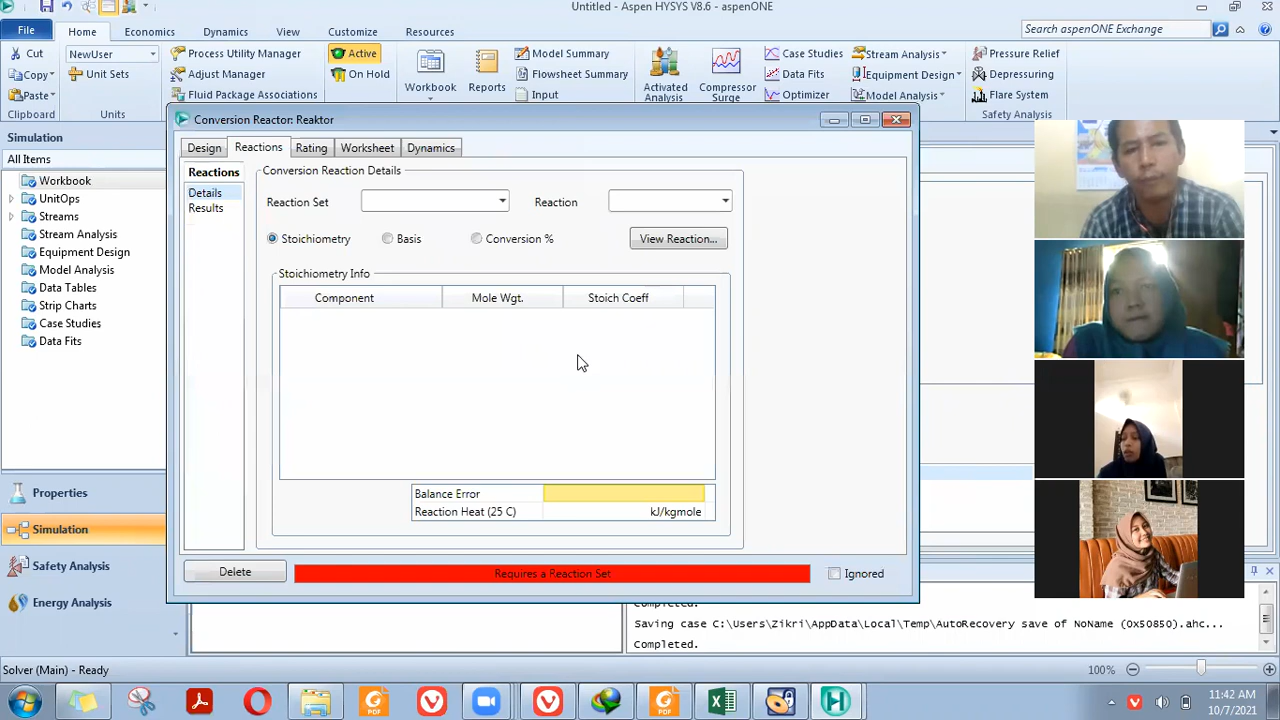 Untitled - Aspen HYSYS V8.6 - aspenONE
File
Home
Economics
Dynamics
View
Customize
Resources
Search aspenONE Exchange
Cut
Copy
Paste
Clipboard
NewUser
Unit Sets
Units
Process Utility Manager
Adjust Manager
Fluid Package Associations
Active
On Hold
Workbook
Reports
Model Summary
Flowsheet Summary
Input
Activated
Analysis
Compressor
Surge
Case Studies
Data Fits
Optimizer
Stream Analysis
Equipment Design
Model Analysis
Pressure Relief
Depressuring
Flare System
Safety Analysis
Simulation
All Items
Workbook
UnitOps
Streams
Stream Analysis
Equipment Design
Model Analysis
Data Tables
Strip Charts
Case Studies
Data Fits
Properties
Simulation
Safety Analysis
Energy Analysis
Conversion Reactor: Reaktor
Design
Reactions
Rating
Worksheet
Dynamics
Reactions
Details
Results
Conversion Reaction Details
Reaction Set
Reaction
Stoichiometry
Basis
Conversion %
View Reaction...
Stoichiometry Info
Component
Mole Wgt.
Stoich Coeff
Balance Error
Reaction Heat (25 C)
kJ/kgmole
Delete
Requires a Reaction Set
Ignored
Completed.
Saving case C:\Users\Zikri\AppData\Local\Temp\AutoRecovery save of NoName (0x50850).ahc...
Completed.
Solver (Main) - Ready
100%
11:42 AM
10/7/2021